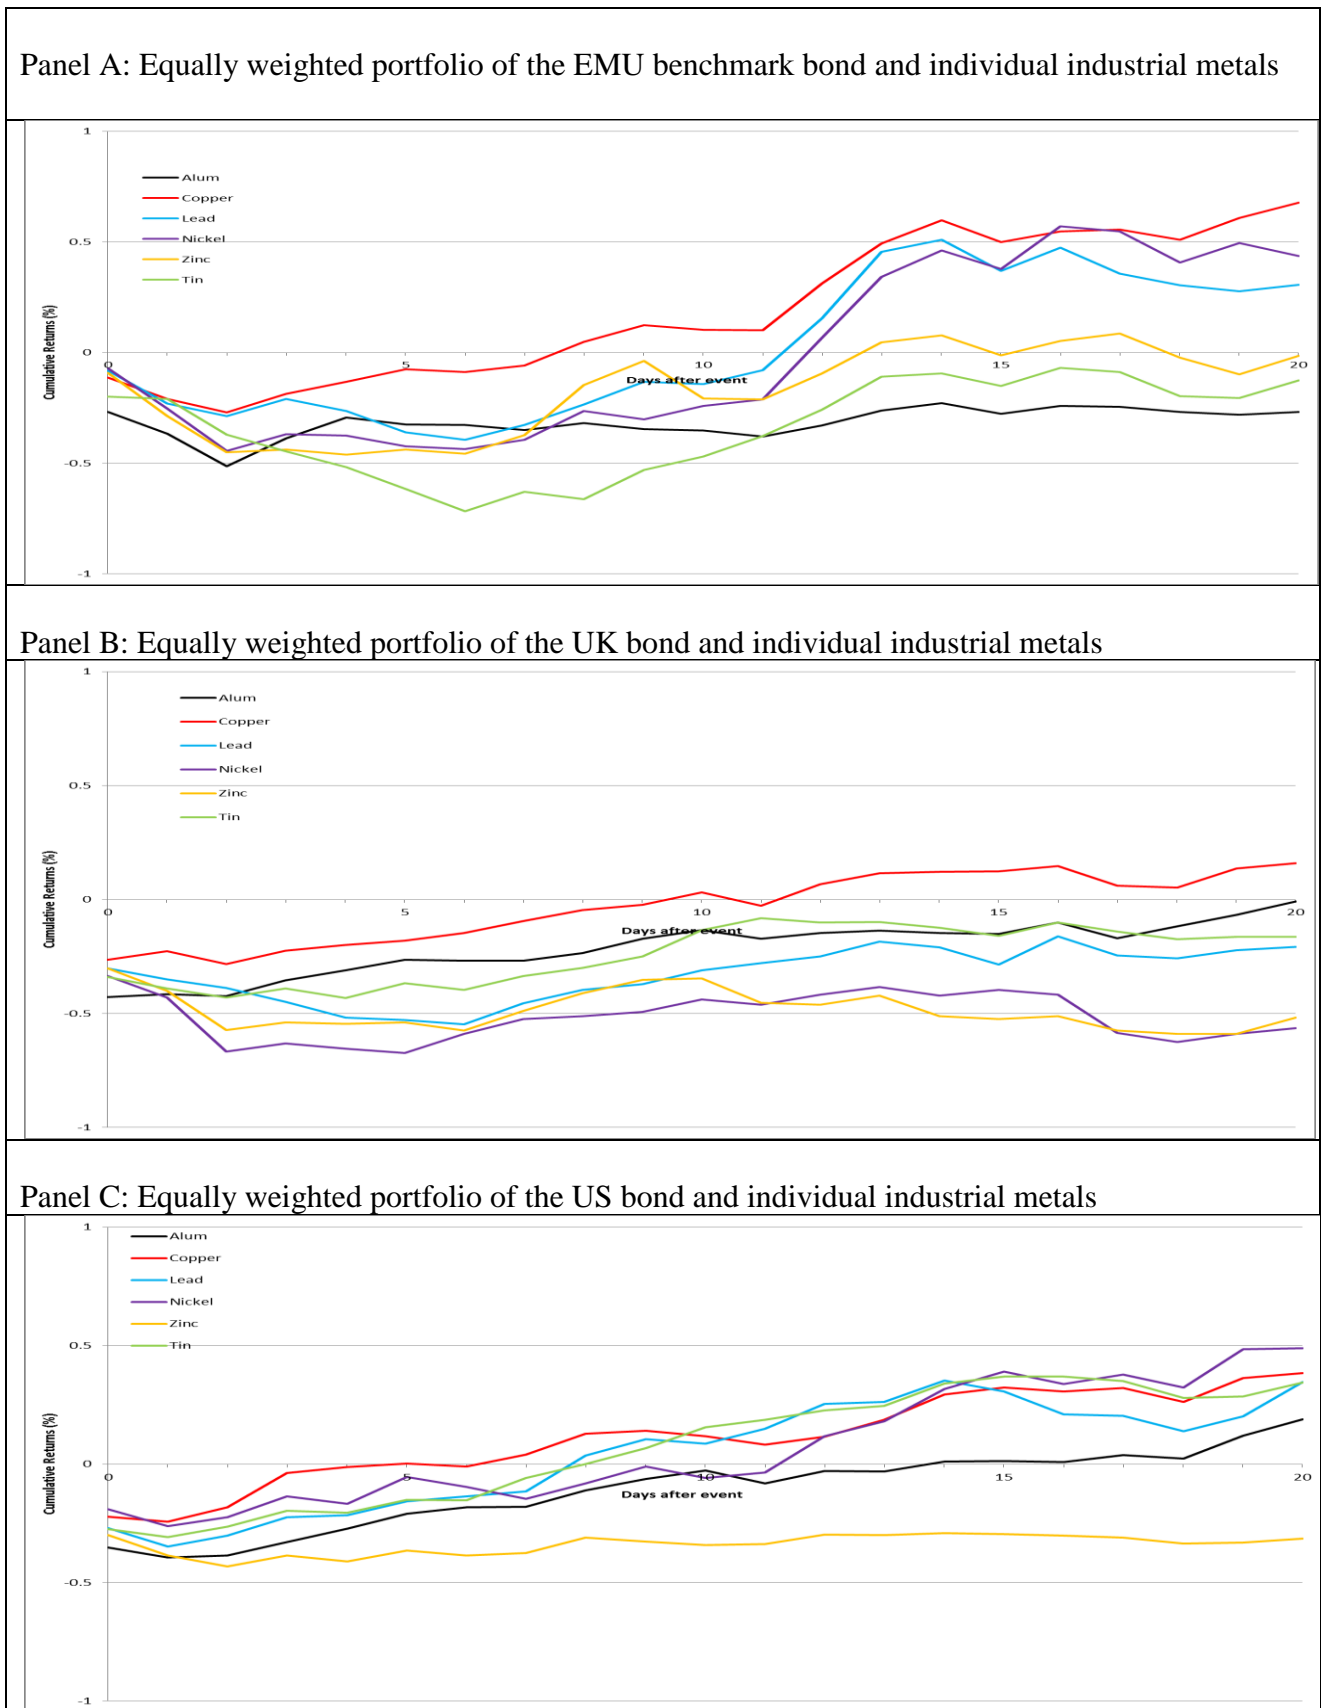 Panel A: Equally weighted portfolio of the EMU benchmark bond and individual industrial metals
1
Alum
Copper
Lead
0.5
Nickel
Zinc
Tin
Cumulative Returns (%)
0
0
5
10
15
20
Days after event
-0.5
-1
Panel B: Equally weighted portfolio of the UK bond and individual industrial metals
1
Alum
Copper
Lead
Nickel
0.5
Zinc
Tin
Cumulative Returns (%)
0
0
5
10
15
20
Days after event
-0.5
-1
Panel C: Equally weighted portfolio of the US bond and individual industrial metals
1
Alum
Copper
Lead
Nickel
Zinc
0.5
Tin
Cumulative Returns (%)
0
0
5
10
15
20
Days after event
-0.5
-1